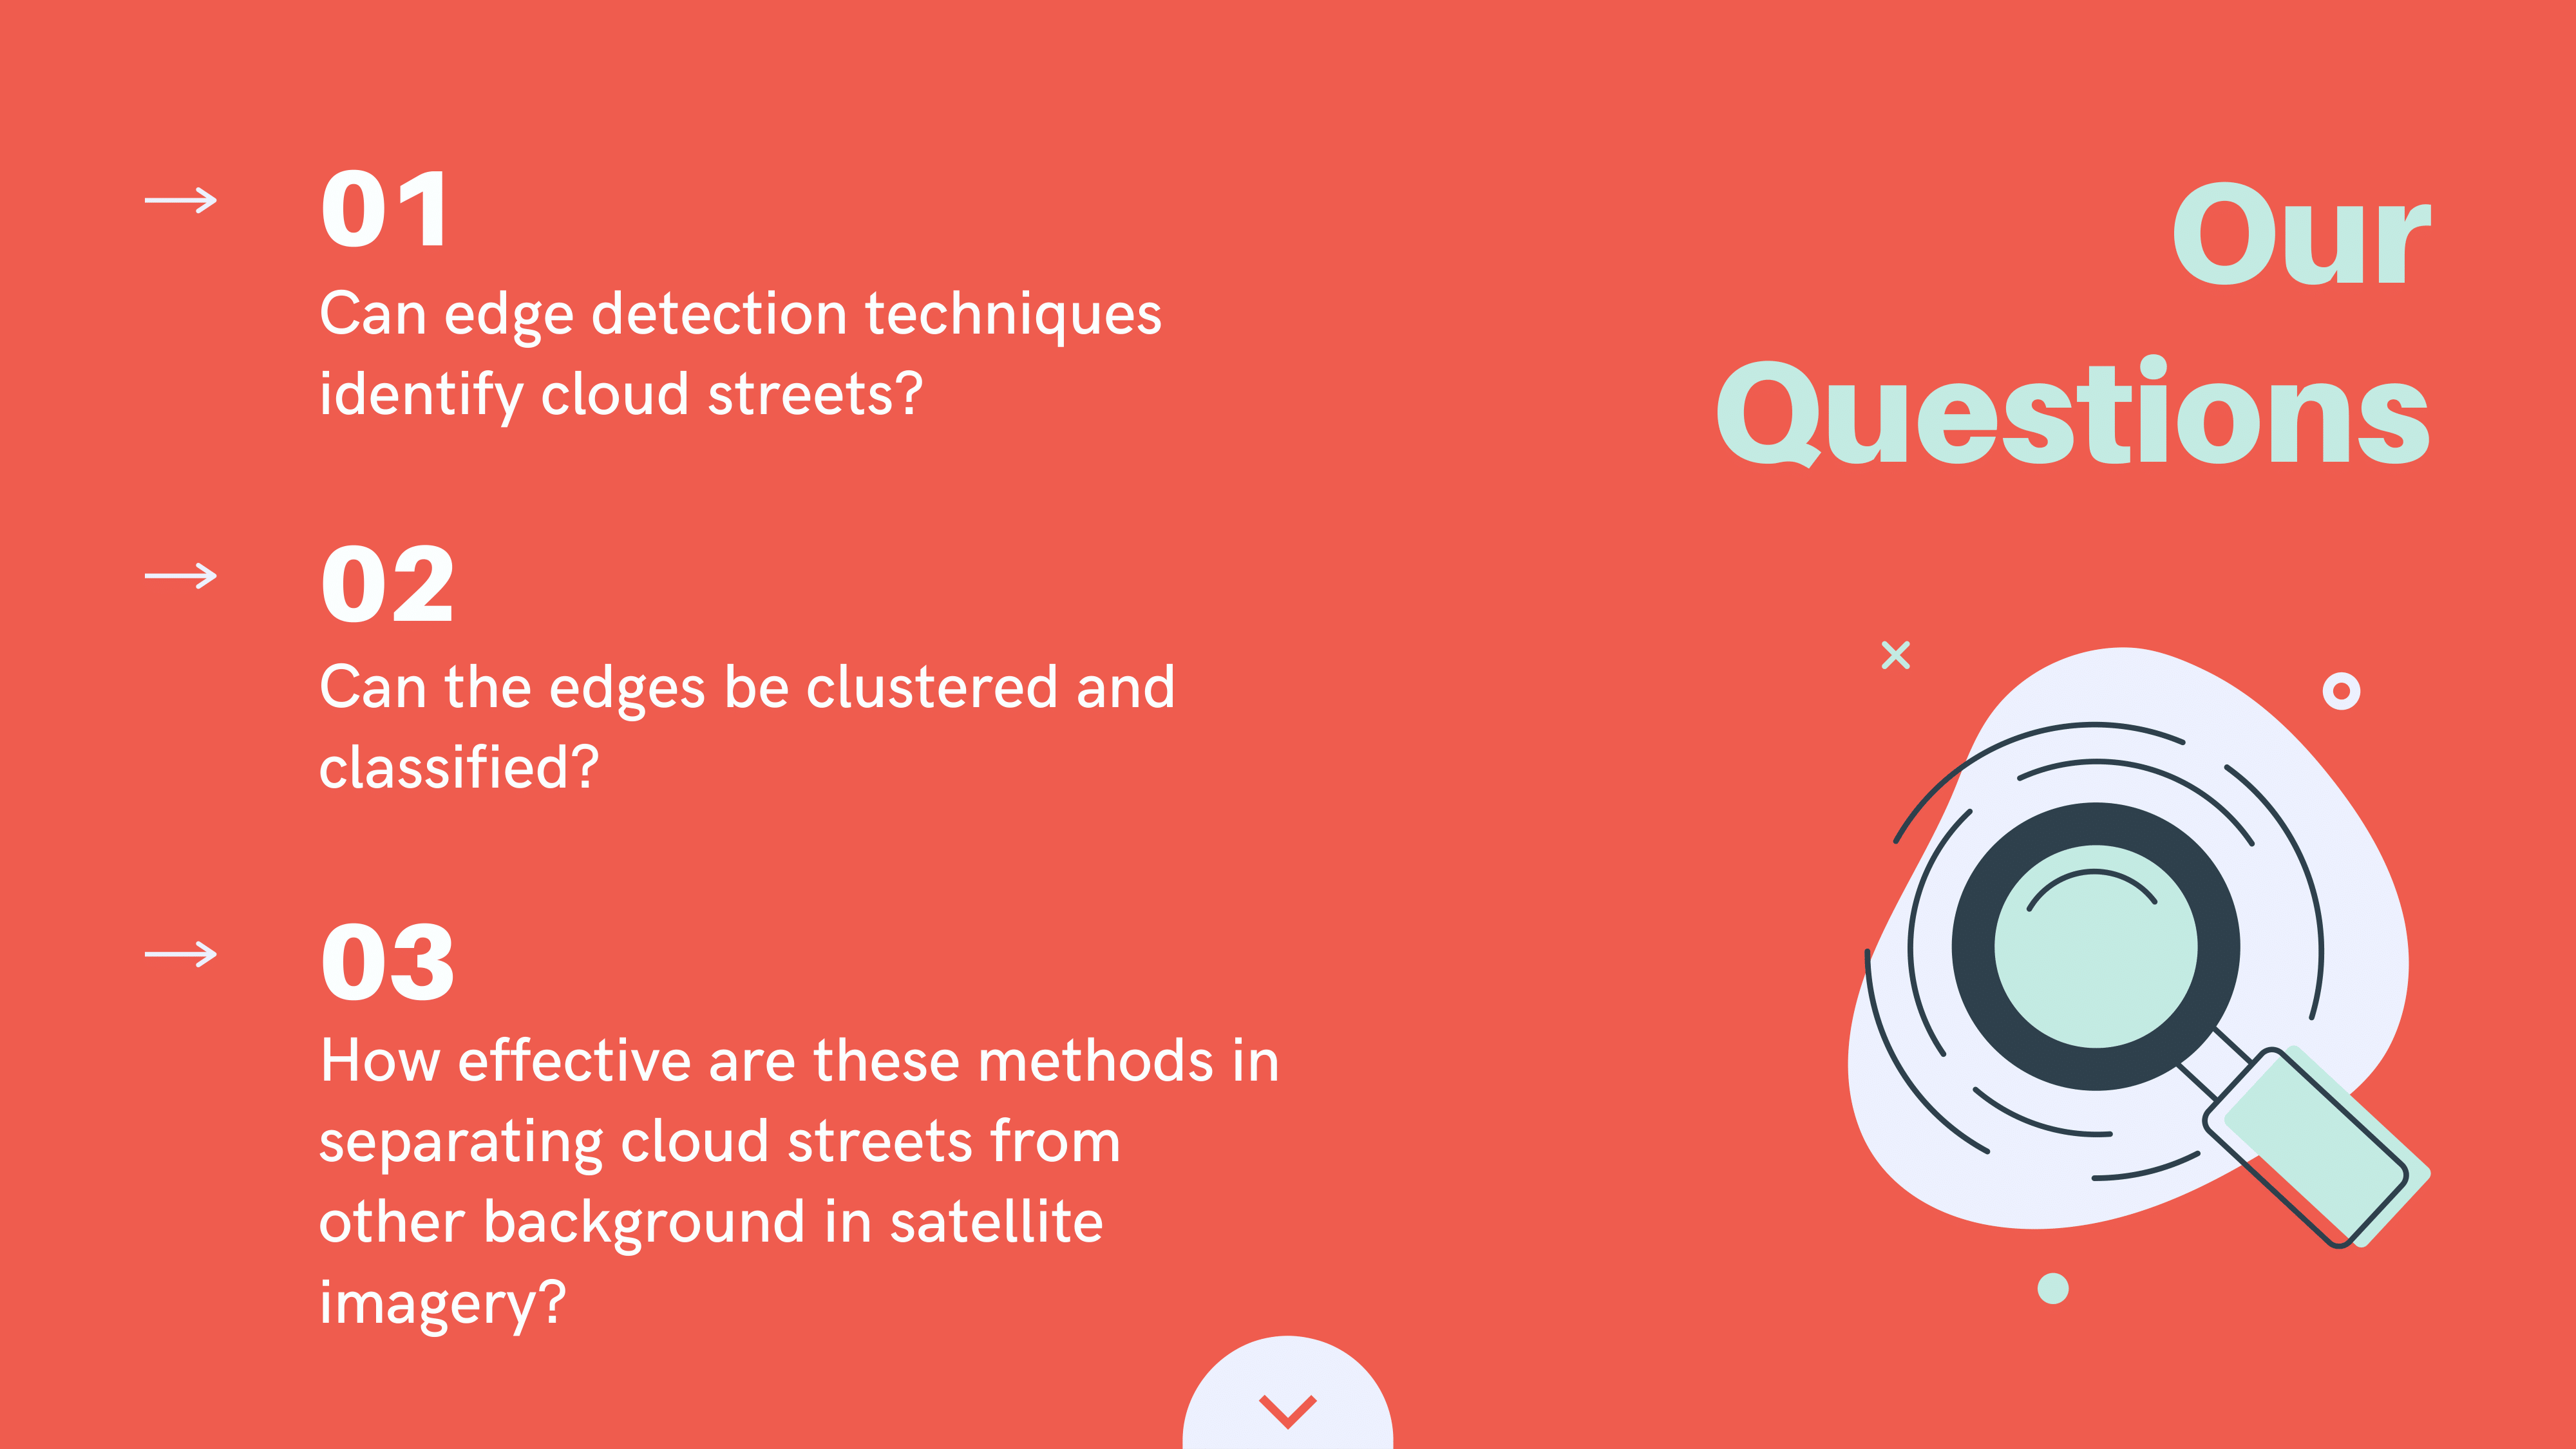 Our
Questions
01
Can edge detection techniques
identify cloud streets?
02
Can the edges be clustered and
classified?
03
How effective are these methods in
separating cloud streets from
other background in satellite
imagery?